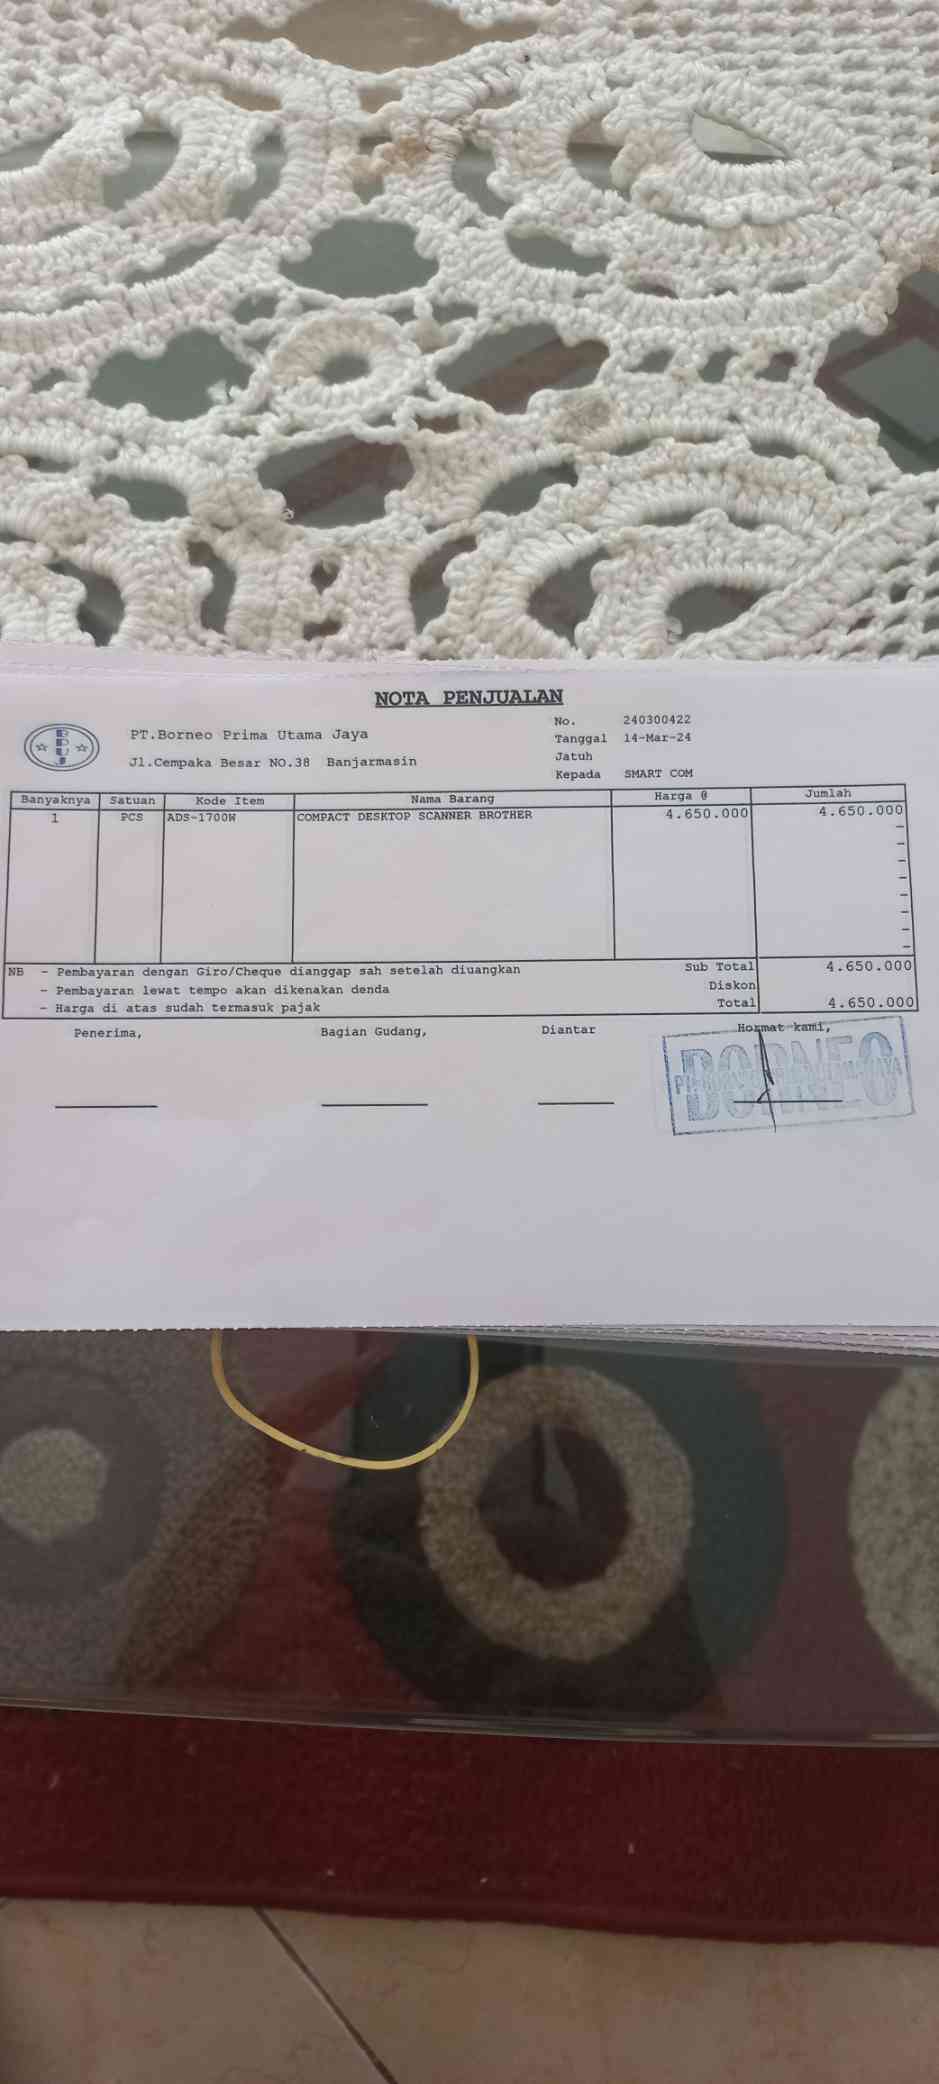 NOTA PENJUALAN
BPUJ
PT.Borneo Prima Utama Jaya
Jl.Cempaka Besar NO.38 Banjarmasin
No. 240300422
Tanggal 14-Mar-24
Jatuh
Kepada SMART COM
Banyaknya Satuan Kode Item Nama Barang Harga @ Jumlah
1 PCS ADS-1700W COMPACT DESKTOP SCANNER BROTHER 4.650.000 4.650.000
-
-
-
-
-
-
-
-
NB - Pembayaran dengan Giro/Cheque dianggap sah setelah diuangkan Sub Total 4.650.000
- Pembayaran lewat tempo akan dikenakan denda Diskon
- Harga di atas sudah termasuk pajak Total 4.650.000
Penerima, Bagian Gudang, Diantar Hormat kami,
BORNEO